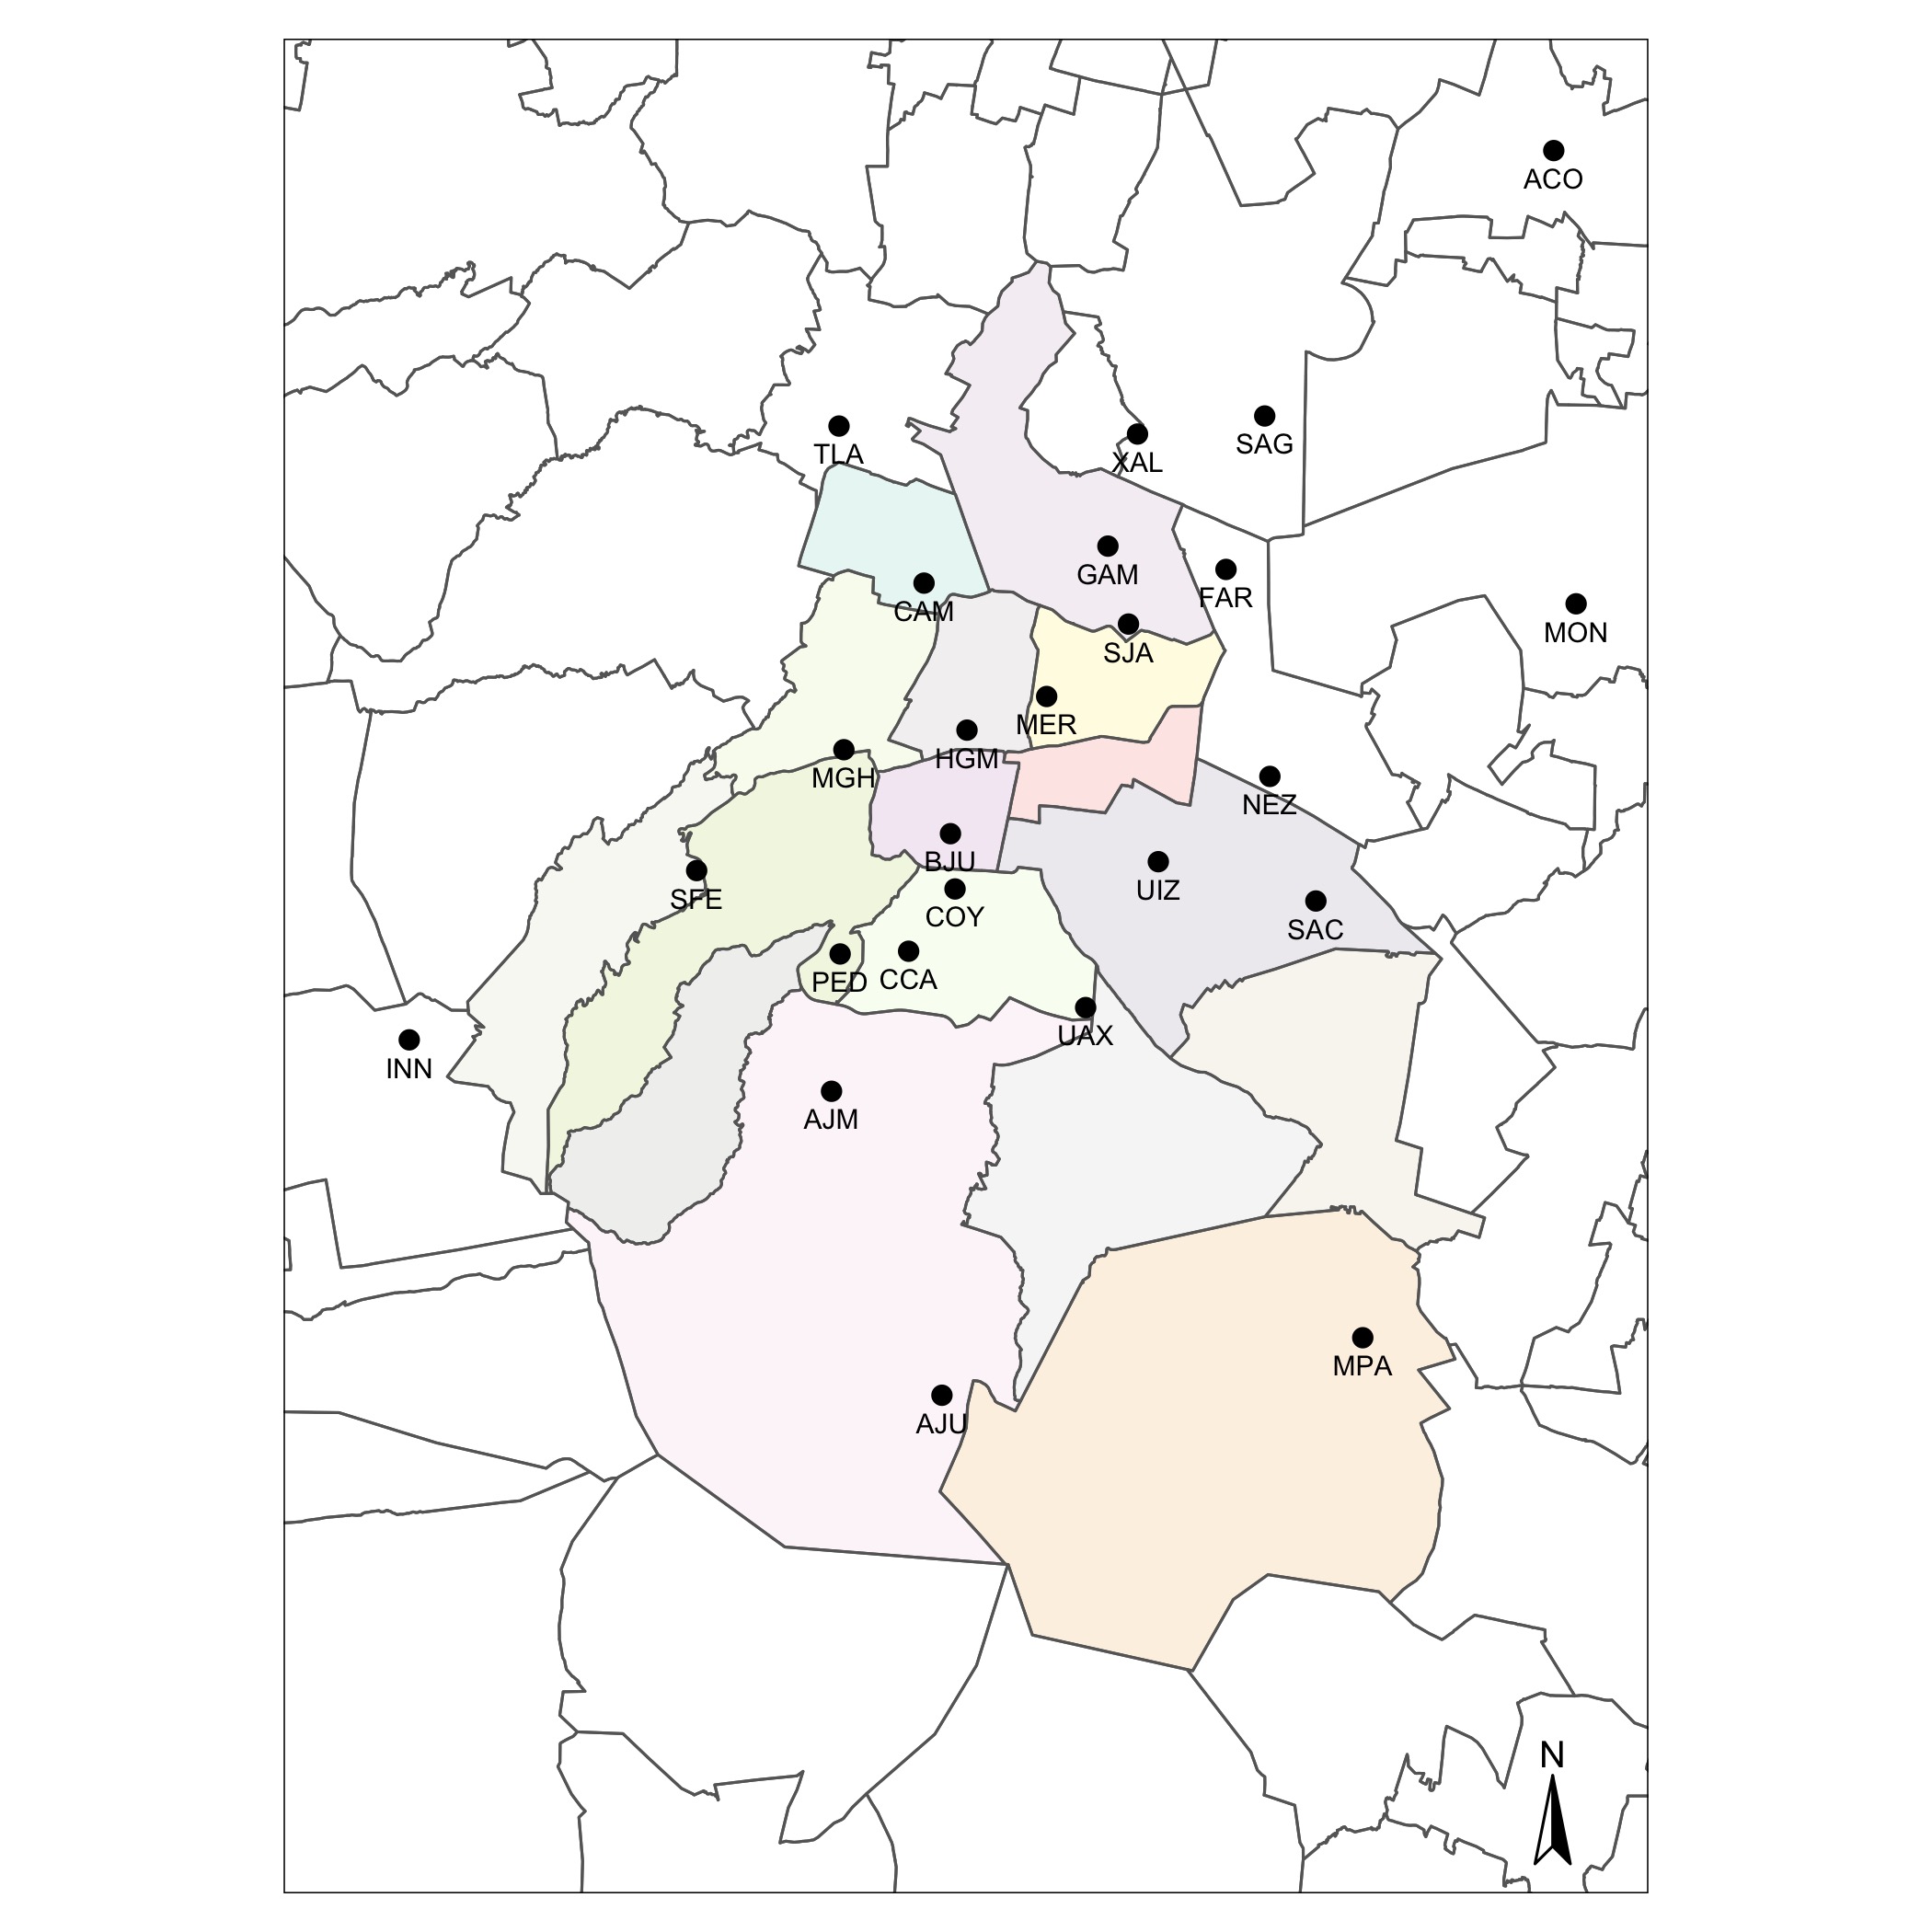 ACO
TLA
XAL
SAG
GAM
FAR
CAM
SJA
MON
MER
HGM
MGH
NEZ
BJU
UIZ
SFE
COY
SAC
PED
CCA
UAX
INN
AJM
MPA
AJU
N